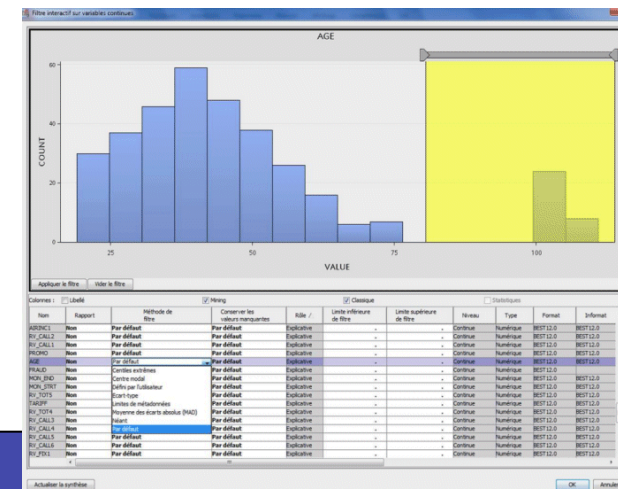 Filtre interactif sur variables continues
AGE
60
40
20
0
COUNT
25 50 75 100
VALUE
Appliquer le filtre Vider le filtre
Colonnes : Libellé Mining Classique Statistiques
Nom Rapport Méthode de filtre Conserver les valeurs manquantes Rôle / Limite inférieure de filtre Limite supérieure de filtre Niveau Type Format Informat
AIRINC1 Non Par défaut Par défaut Explicative . . Continue Numérique BEST12.0 BEST12.0
RV_CALL2 Non Par défaut Par défaut Explicative . . Continue Numérique BEST12.0 BEST12.0
RV_CALL1 Non Par défaut Par défaut Explicative . . Continue Numérique BEST12.0 BEST12.0
PROMO Non Par défaut Par défaut Explicative . . Continue Numérique BEST12.0 BEST12.0
AGE Non Par défaut Par défaut Explicative . . Continue Numérique BEST12.0 BEST12.0
FRAUD Non Centiles extrêmes Par défaut Explicative . . Continue Numérique BEST12.0
MON_END Non Centre modal Par défaut Explicative . . Continue Numérique BEST12.0 BEST12.0
MON_STRT Non Défini par l'utilisateur Par défaut Explicative . . Continue Numérique BEST12.0 BEST12.0
RV_TOT5 Non Ecart-type Par défaut Explicative . . Continue Numérique BEST12.0 BEST12.0
TARIFF Non Limites de métadonnées Par défaut Explicative . . Continue Numérique BEST12.0 BEST12.0
RV_TOT4 Non Moyenne des écarts absolus (MAD) Par défaut Explicative . . Continue Numérique BEST12.0 BEST12.0
RV_CALL3 Non Néant Par défaut Explicative . . Continue Numérique BEST12.0 BEST12.0
RV_CALL4 Non Par défaut Par défaut Explicative . . Continue Numérique BEST12.0 BEST12.0
RV_CALL5 Non Par défaut Par défaut Explicative . . Continue Numérique BEST12.0 BEST12.0
RV_CALL6 Non Par défaut Par défaut Explicative . . Continue Numérique BEST12.0 BEST12.0
RV_FIX1 Non Par défaut Par défaut Explicative . . Continue Numérique BEST12.0 BEST12.0
Actualiser la synthèse OK Annuler